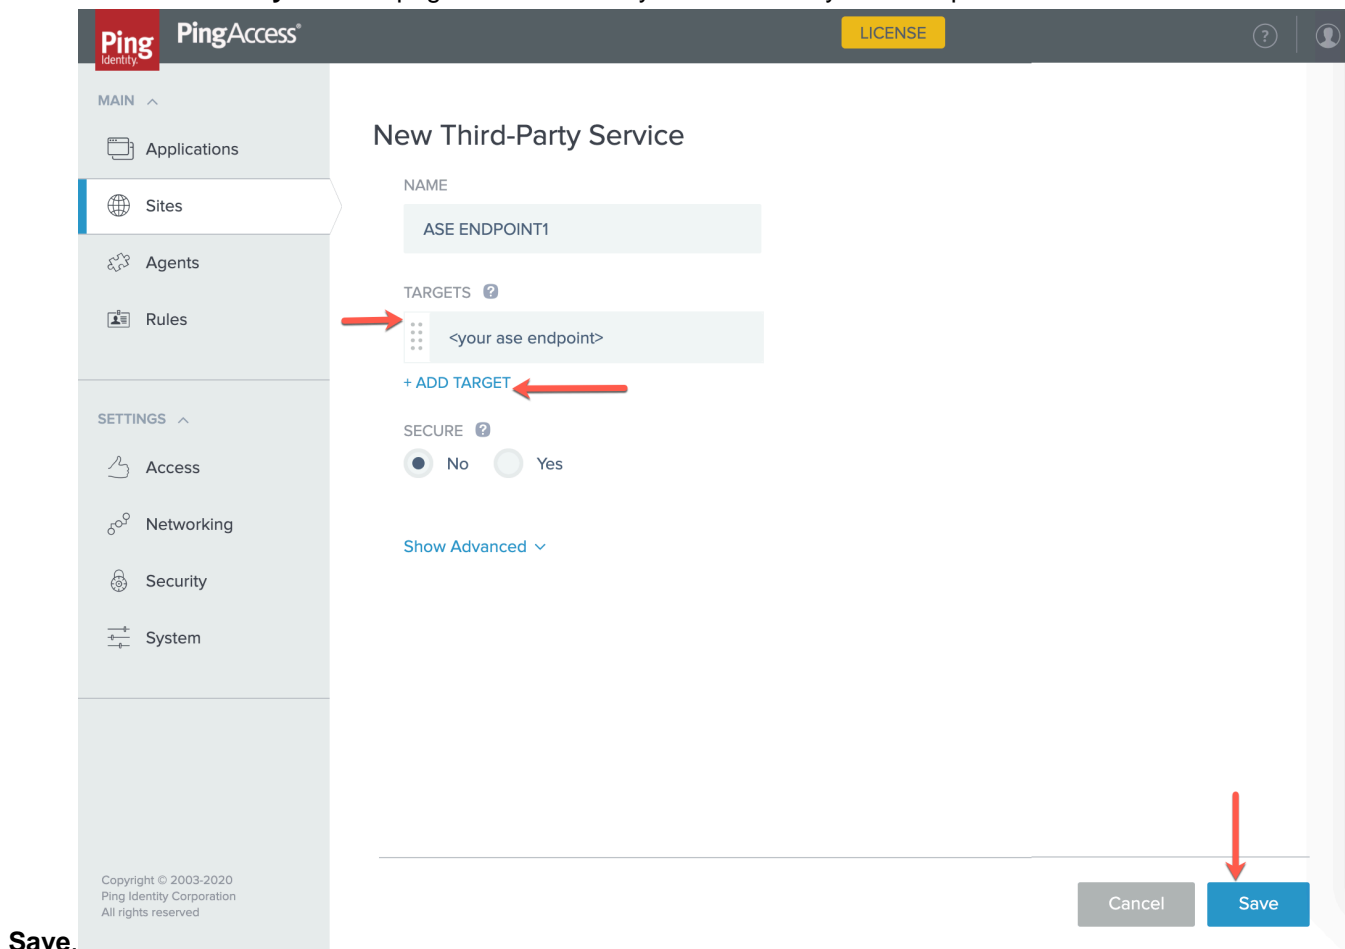 Ping
Identity.
PingAccess®
LICENSE
?
MAIN
Applications
Sites
Agents
Rules
SETTINGS
Access
Networking
Security
System
New Third-Party Service
NAME
ASE ENDPOINT1
TARGETS ?
<your ase endpoint>
+ ADD TARGET
SECURE ?
No Yes
Show Advanced
Copyright © 2003-2020
Ping Identity Corporation
All rights reserved
Cancel Save
Save.